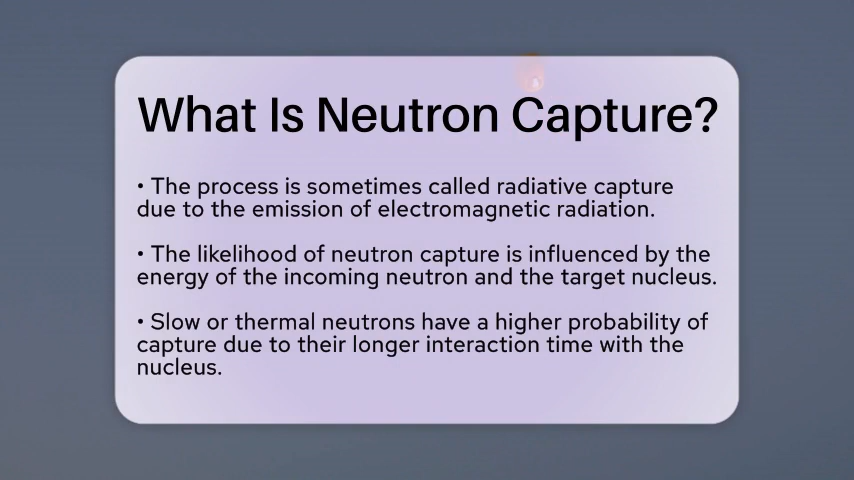 What Is Neutron Capture?
• The process is sometimes called radiative capture
due to the emission of electromagnetic radiation.
• The likelihood of neutron capture is influenced by the
energy of the incoming neutron and the target nucleus.
• Slow or thermal neutrons have a higher probability of
capture due to their longer interaction time with the
nucleus.